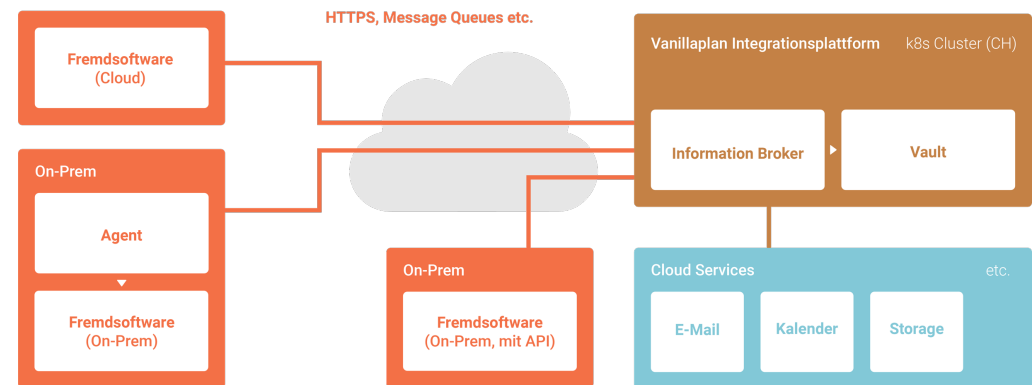 HTTPS, Message Queues etc.
Fremdsoftware
(Cloud)
Vanillaplan Integrationsplattform
k8s Cluster (CH)
Information Broker
Vault
On-Prem
Agent
Fremdsoftware
(On-Prem)
On-Prem
Fremdsoftware
(On-Prem, mit API)
Cloud Services
etc.
E-Mail
Kalender
Storage